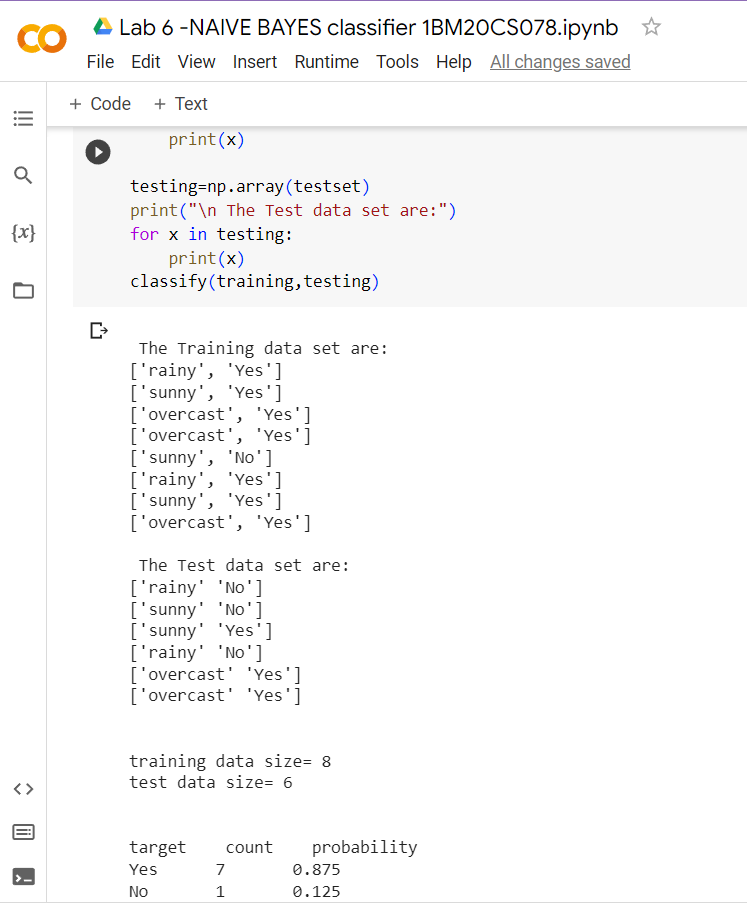 Lab 6 -NAIVE BAYES classifier 1BM20CS078.ipynb
File Edit View Insert Runtime Tools Help All changes saved
+ Code + Text
{x}
print(x)
testing=np.array(testset)
print("\n The Test data set are:")
for x in testing:
print(x)
classify(training,testing)
The Training data set are:
['rainy', 'Yes']
['sunny', 'Yes']
['overcast', 'Yes']
['overcast', 'Yes']
['sunny', 'No']
['rainy', 'Yes']
['sunny', 'Yes']
['overcast', 'Yes']
The Test data set are:
['rainy' 'No']
['sunny' 'No']
['sunny' 'Yes']
['rainy' 'No']
['overcast' 'Yes']
['overcast' 'Yes']
training data size= 8
test data size= 6
target count probability
Yes 7 0.875
No 1 0.125